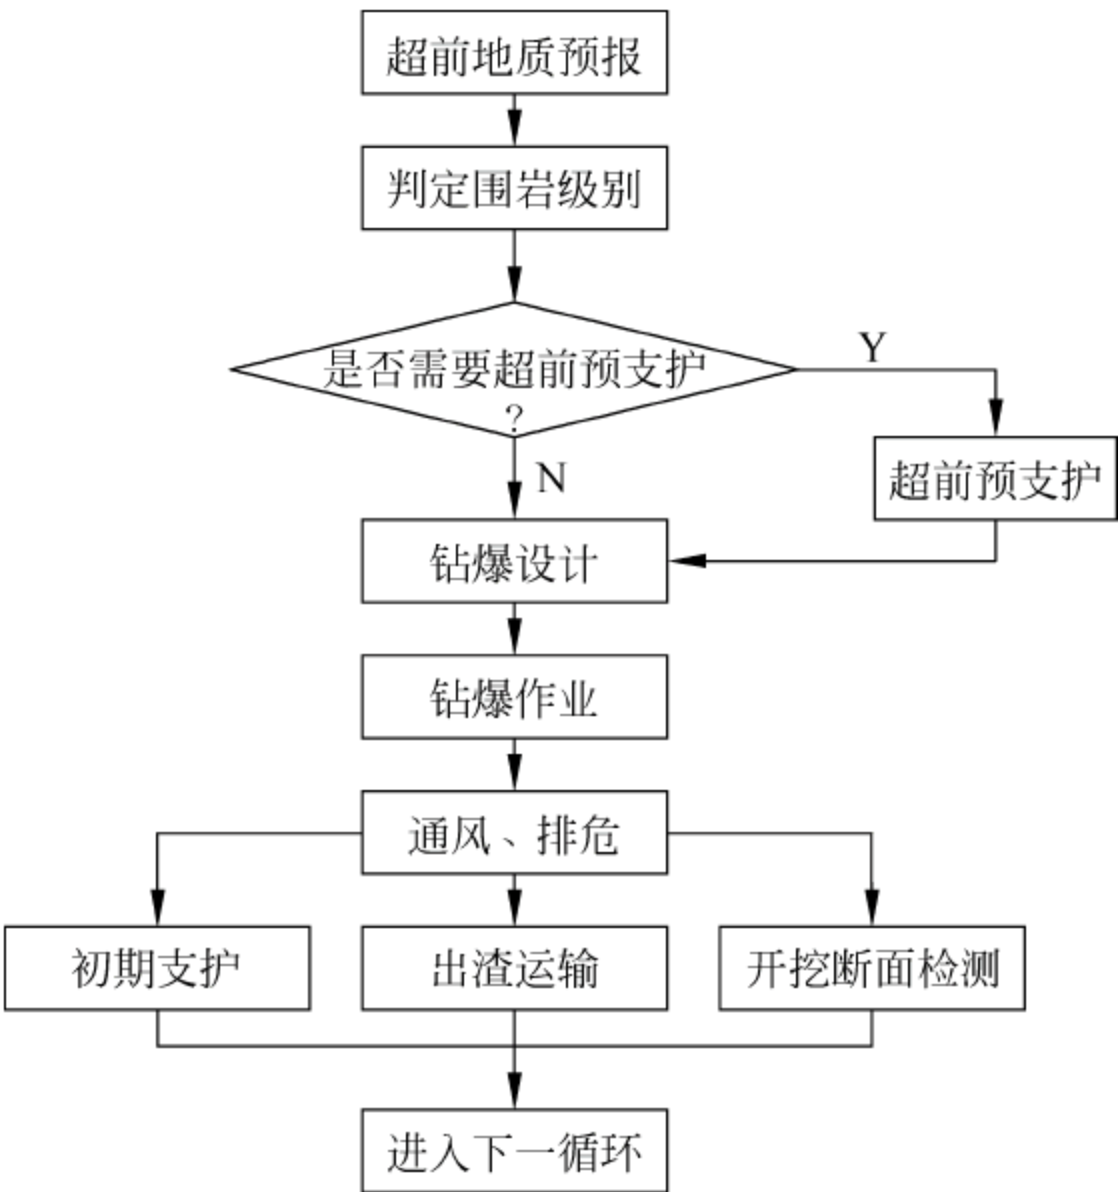 超前地质预报
判定围岩级别
是否需要超前预支护
?
Y
超前预支护
N
钻爆设计
钻爆作业
通风、排危
初期支护
出渣运输
开挖断面检测
进入下一循环